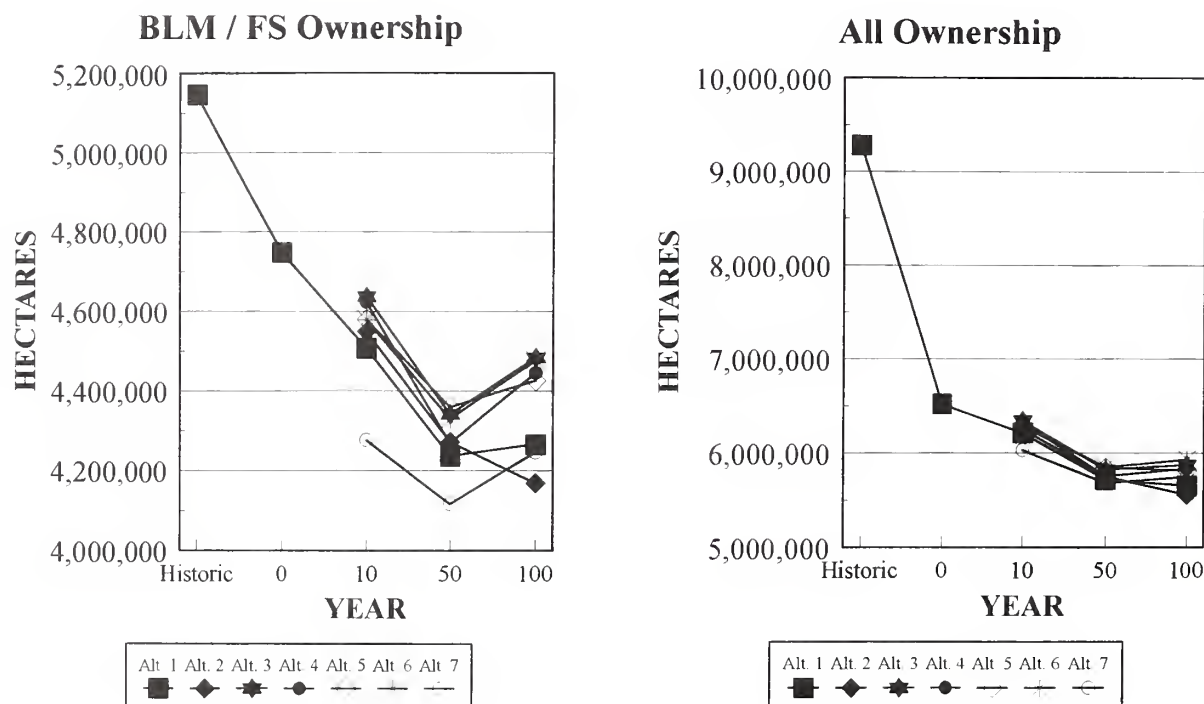 BLM / FS Ownership
5,200,000
5,000,000
4,800,000
4,600,000
4,400,000
4,200,000
4,000,000
HECTARES
Historic 0 10 50 100
YEAR
Alt. 1 Alt. 2 Alt. 3 Alt. 4 Alt. 5 Alt. 6 Alt. 7
All Ownership
10,000,000
9,000,000
8,000,000
7,000,000
6,000,000
5,000,000
HECTARES
Historic 0 10 50 100
YEAR
Alt. 1 Alt. 2 Alt. 3 Alt. 4 Alt. 5 Alt. 6 Alt. 7